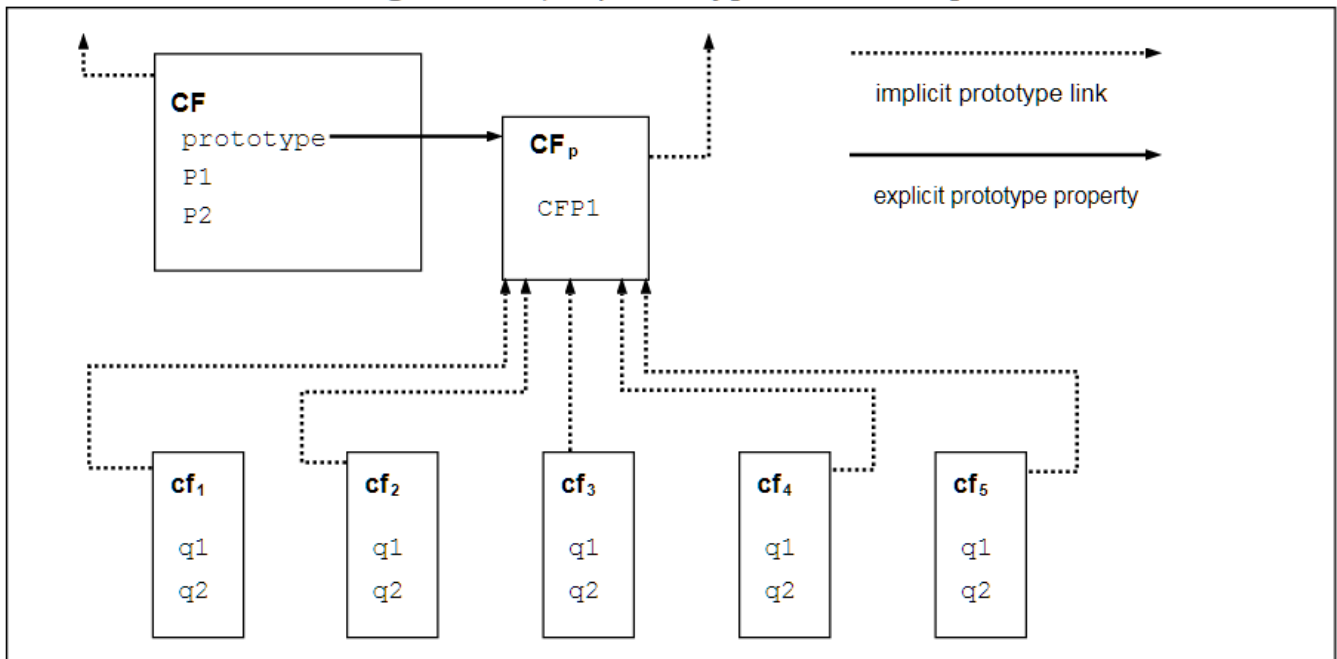 CF
prototype
P1
P2
CFp
CFP1
implicit prototype link
explicit prototype property
cf1
q1
q2
cf2
q1
q2
cf3
q1
q2
cf4
q1
q2
cf5
q1
q2